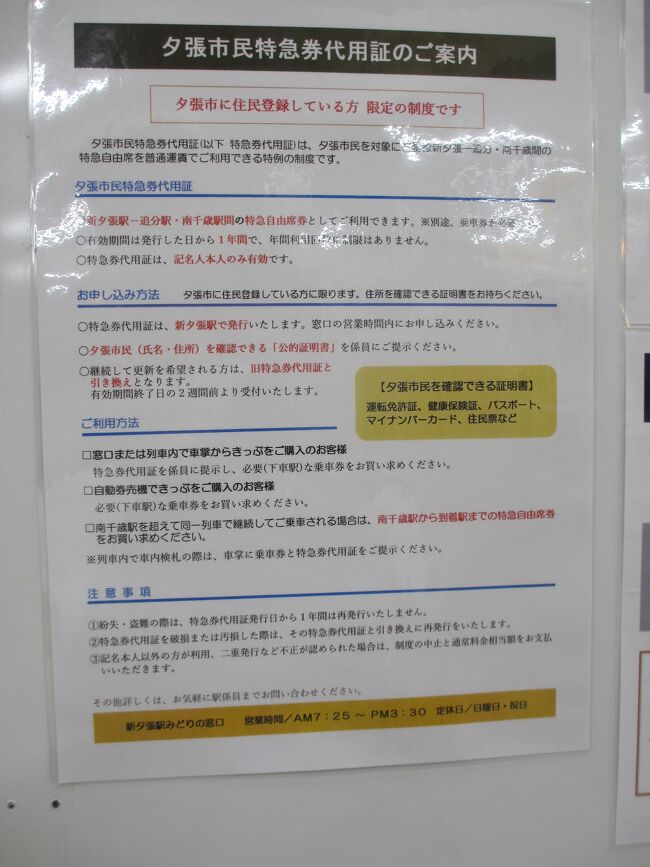 夕張市民特急券代用証のご案内
夕張市に住民登録している方 限定の制度です
夕張市民特急券代用証(以下 特急券代用証)は、夕張市民を対象に 新夕張－追分・南千歳間の
特急自由席を普通運賃でご利用できる特例の制度です。
夕張市民特急券代用証
○新夕張駅－追分駅・南千歳駅間の特急自由席券としてご利用できます。※別途、乗車券が必要
○有効期間は発行した日から１年間で、年間利用回数に制限はありません。
○特急券代用証は、記名人本人のみ有効です。
お申し込み方法　夕張市に住民登録している方に限ります。住所を確認できる証明書をお持ちください。
○特急券代用証は、新夕張駅で発行いたします。窓口の営業時間内にお申し込みください。
○夕張市民（氏名・住所）を確認できる「公的証明書」を係員にご提示ください。
○継続して更新を希望される方は、旧特急券代用証と
引き換えとなります。
有効期間終了日の２週間前より受付いたします。
【夕張市民を確認できる証明書】
運転免許証、健康保険証、パスポート、
マイナンバーカード、住民票など
ご利用方法
□窓口または列車内で車掌からきっぷをご購入のお客様
特急券代用証を係員に提示し、必要(下車駅)な乗車券をお買い求めください。
□自動券売機できっぷをご購入のお客様
必要(下車駅)な乗車券をお買い求めください。
□南千歳駅を超えて同一列車で継続してご乗車される場合は、南千歳駅から到着駅までの特急自由席券
をお買い求めください。
※列車内で車内検札の際は、車掌に乗車券と特急券代用証をご提示ください。
注意事項
①紛失・盗難の際は、特急券代用証発行日から１年間は再発行いたしません。
②特急券代用証を破損または汚損した際は、その特急券代用証と引き換えに再発行をいたします。
③記名本人以外の方が利用、二重発行など不正が認められた場合は、制度の中止と通常料金相当額をお支払
いいただきます。
その他詳しくは、お気軽に駅係員までお問い合わせください。
新夕張駅みどりの窓口　営業時間／AM７：２５ ～ PM３：３０　定休日／日曜日・祝日